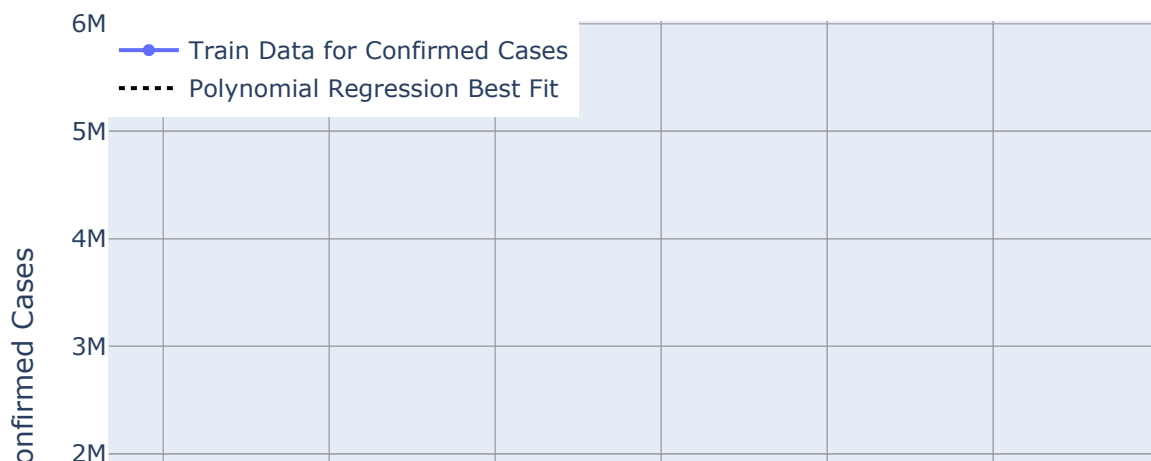 6M
Train Data for Confirmed Cases
Polynomial Regression Best Fit
5M
4M
3M
2M
onfirmed Cases